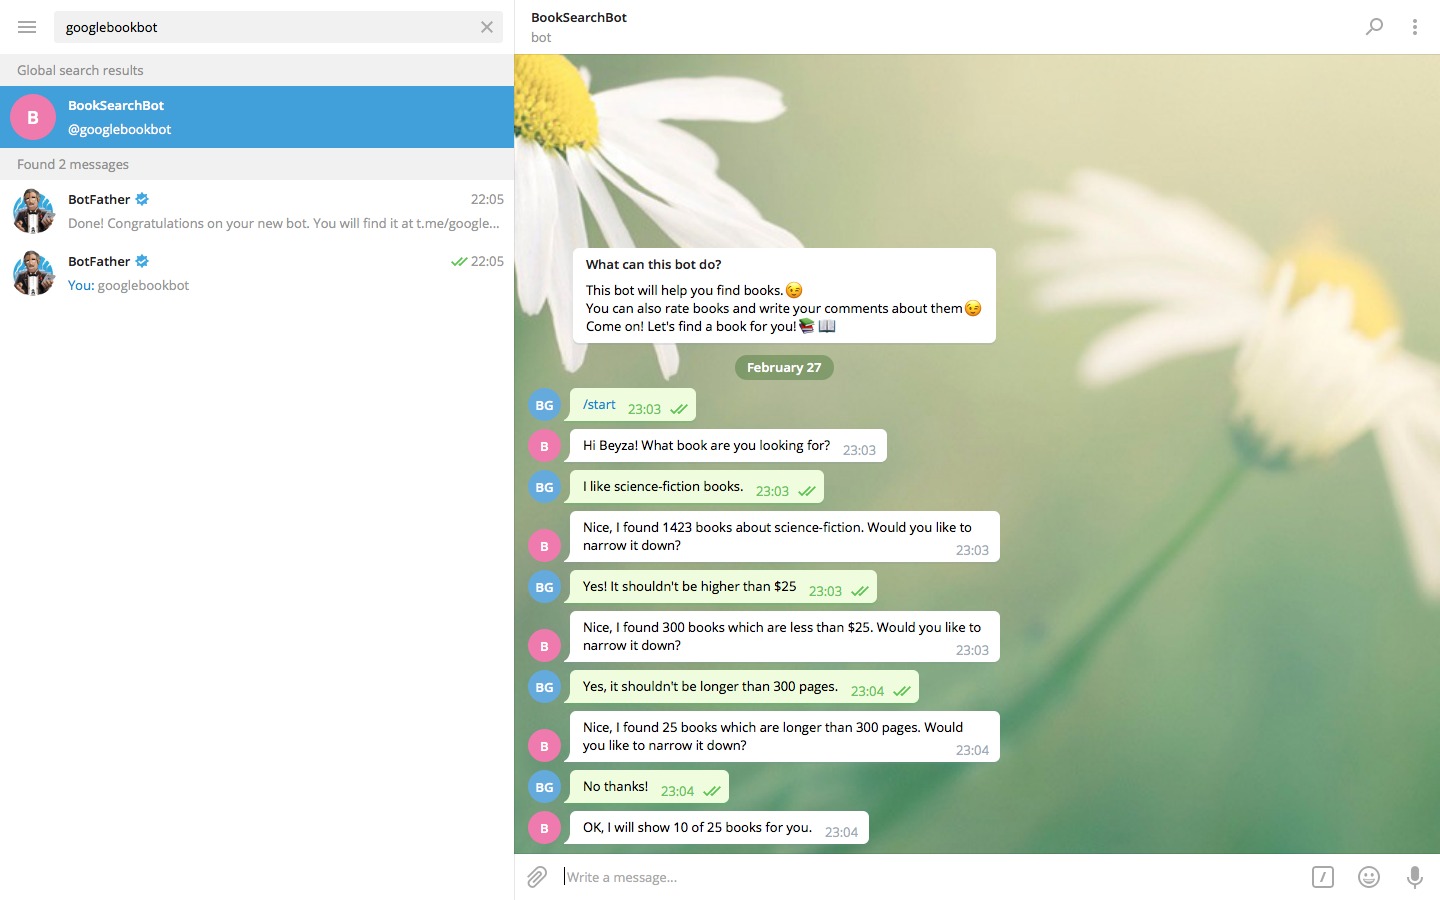 googlebookbot
Global search results
B
BookSearchBot
@googlebookbot
Found 2 messages
BotFather
22:05
Done! Congratulations on your new bot. You will find it at t.me/google...
BotFather
22:05
You: googlebookbot
BookSearchBot
bot
What can this bot do?
This bot will help you find books.😉
You can also rate books and write your comments about them😉
Come on! Let's find a book for you!📚 📖
February 27
BG
/start 23:03
B
Hi Beyza! What book are you looking for? 23:03
BG
I like science-fiction books. 23:03
Nice, I found 1423 books about science-fiction. Would you like to
B
narrow it down? 23:03
BG
Yes! It shouldn't be higher than $25 23:03
Nice, I found 300 books which are less than $25. Would you like to
B
narrow it down? 23:03
BG
Yes, it shouldn't be longer than 300 pages. 23:04
Nice, I found 25 books which are longer than 300 pages. Would
B
you like to narrow it down? 23:04
BG
No thanks! 23:04
B
OK, I will show 10 of 25 books for you. 23:04
Write a message...
/